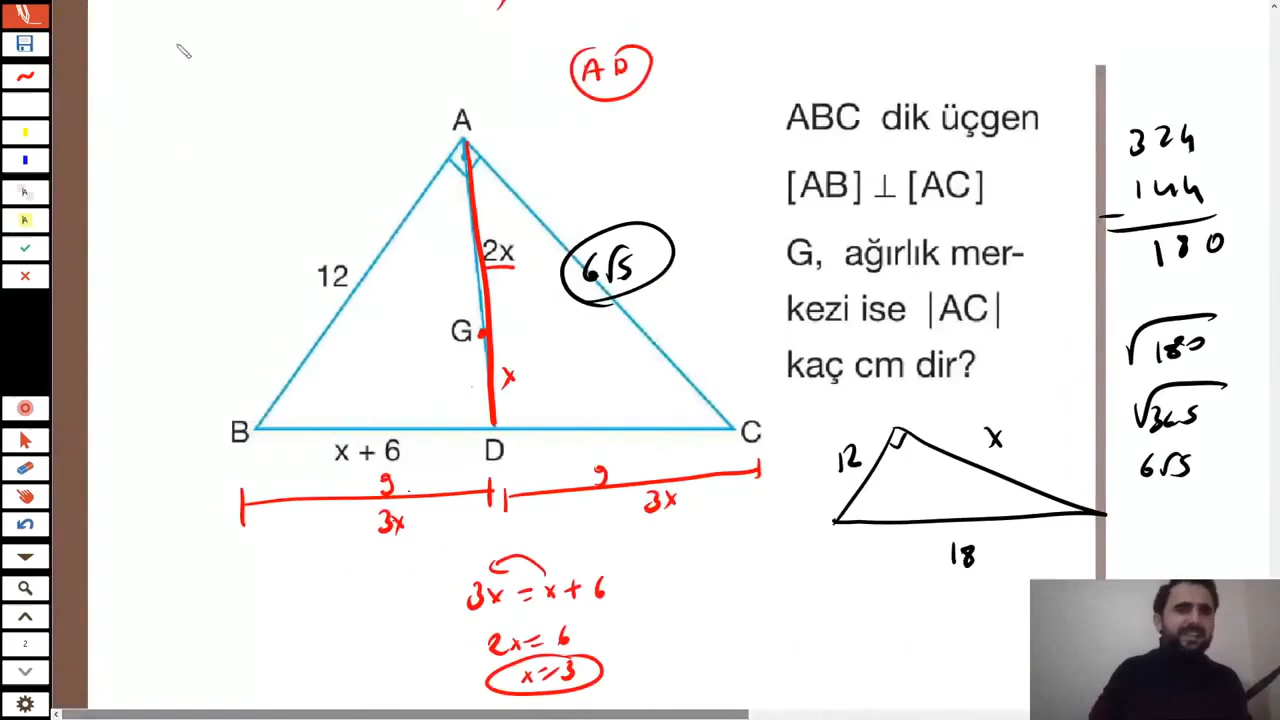 AD
A
ABC dik üçgen
[AB] ⊥ [AC]
G, ağırlık mer-
kezi ise |AC|
kaç cm dir?
12
2x
6√5
G
x
B
x + 6
D
C
9
9
3x
3x
3x = x + 6
2x = 6
x = 3
324
144
180
√180
√36.5
6√5
12
x
18
A
A
2